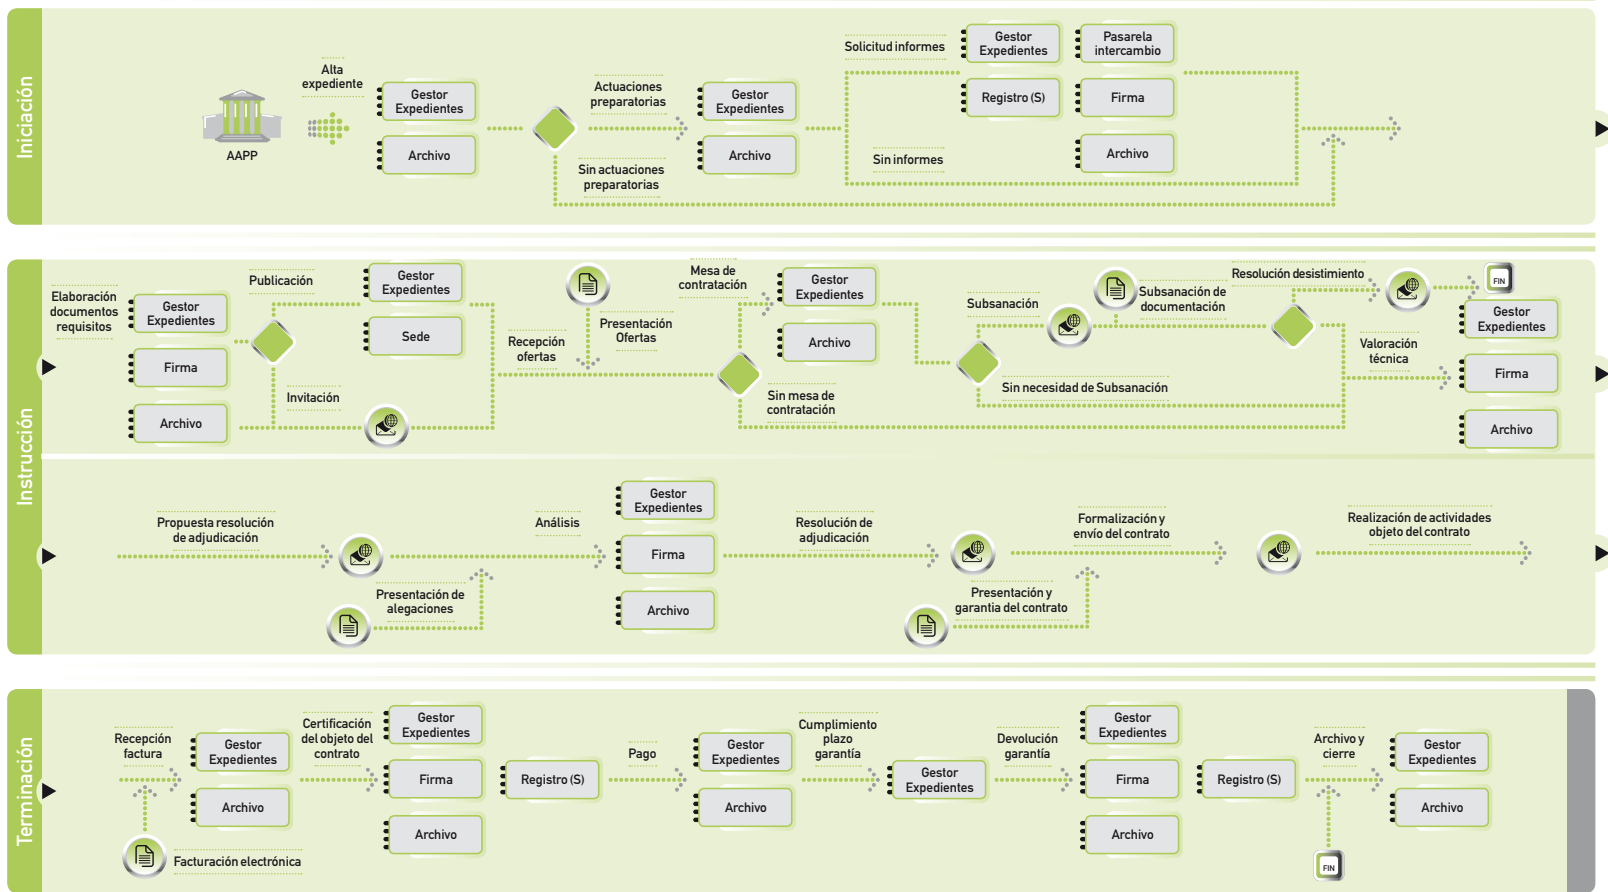 Iniciación
AAPP
Alta
expediente
Gestor
Expedientes
Archivo
Actuaciones
preparatorias
Sin actuaciones
preparatorias
Gestor
Expedientes
Archivo
Solicitud informes
Sin informes
Gestor
Expedientes
Registro (S)
Pasarela
intercambio
Firma
Archivo
Instrucción
Elaboración
documentos
requisitos
Gestor
Expedientes
Firma
Archivo
Publicación
Invitación
Gestor
Expedientes
Sede
Recepción
ofertas
Presentación
Ofertas
Mesa de
contratación
Sin mesa de
contratación
Gestor
Expedientes
Archivo
Subsanación
Sin necesidad de Subsanación
Subsanación de
documentación
Resolución desistimiento
FIN
Valoración
técnica
Gestor
Expedientes
Firma
Archivo
Propuesta resolución
de adjudicación
Presentación de
alegaciones
Análisis
Gestor
Expedientes
Firma
Archivo
Resolución de
adjudicación
Presentación y
garantia del contrato
Formalización y
envío del contrato
Realización de actividades
objeto del contrato
Terminación
Recepción
factura
Facturación electrónica
Gestor
Expedientes
Archivo
Certificación
del objeto del
contrato
Gestor
Expedientes
Firma
Archivo
Registro (S)
Pago
Gestor
Expedientes
Archivo
Cumplimiento
plazo
garantía
Gestor
Expedientes
Devolución
garantía
Gestor
Expedientes
Firma
Archivo
Registro (S)
Archivo y
cierre
FIN
Gestor
Expedientes
Archivo